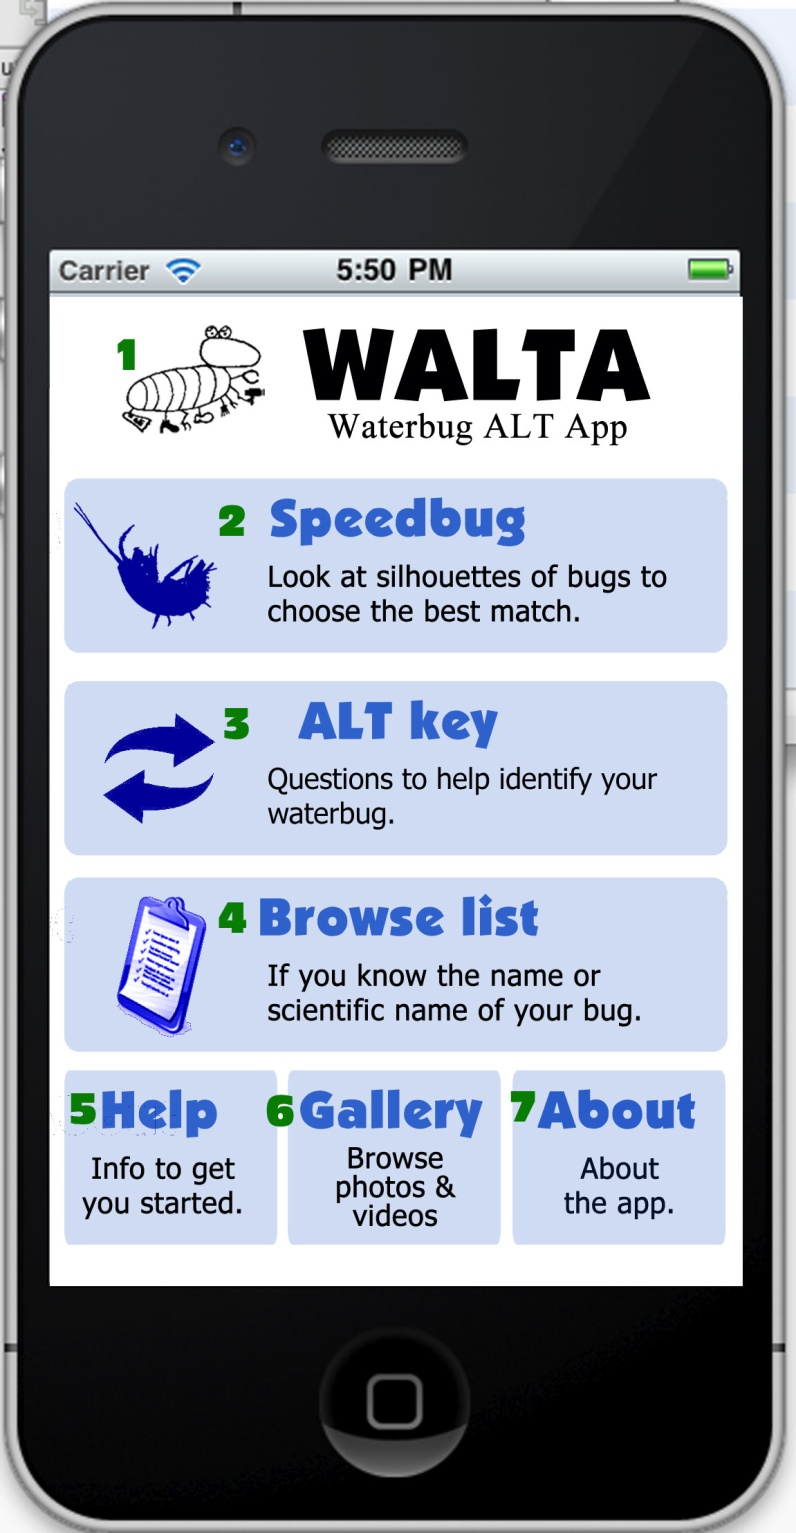 Carrier 5:50 PM
1 WALTA
Waterbug ALT App
2 Speedbug
Look at silhouettes of bugs to
choose the best match.
3 ALT key
Questions to help identify your
waterbug.
4 Browse list
If you know the name or
scientific name of your bug.
5 Help
Info to get
you started.
6 Gallery
Browse
photos &
videos
7 About
About
the app.